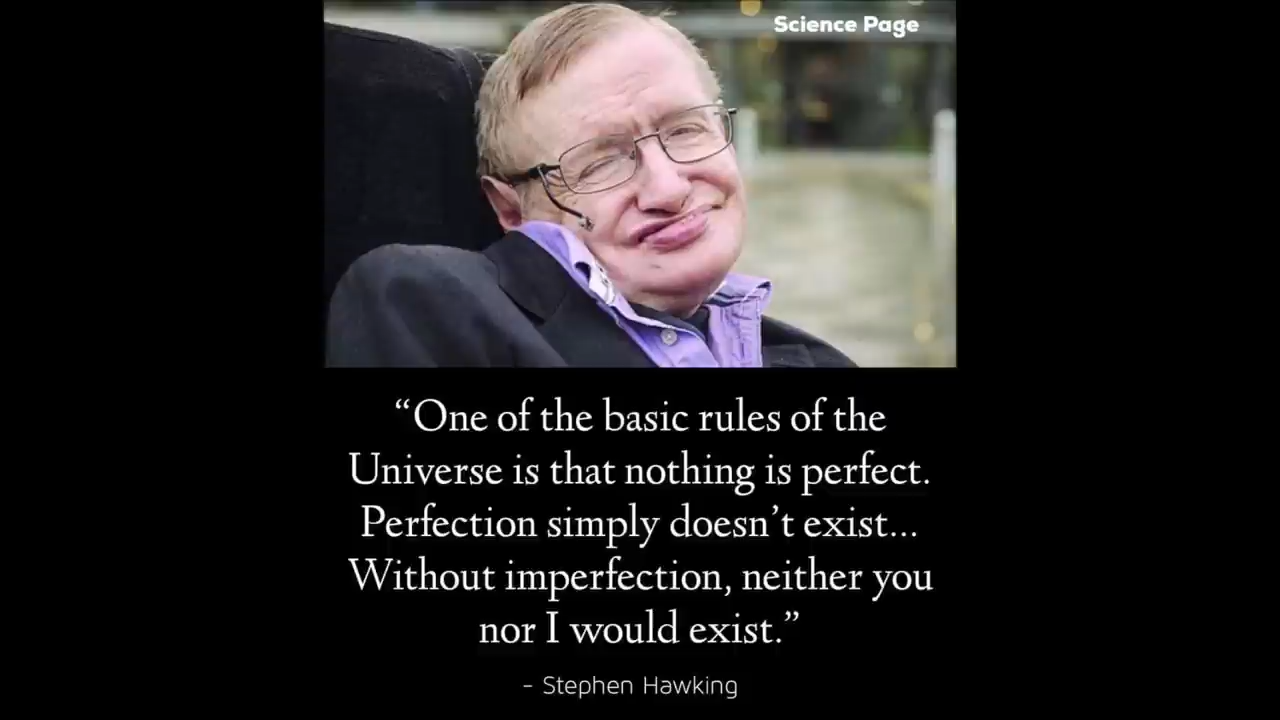 Science Page
“One of the basic rules of the
Universe is that nothing is perfect.
Perfection simply doesn’t exist...
Without imperfection, neither you
nor I would exist.”
- Stephen Hawking